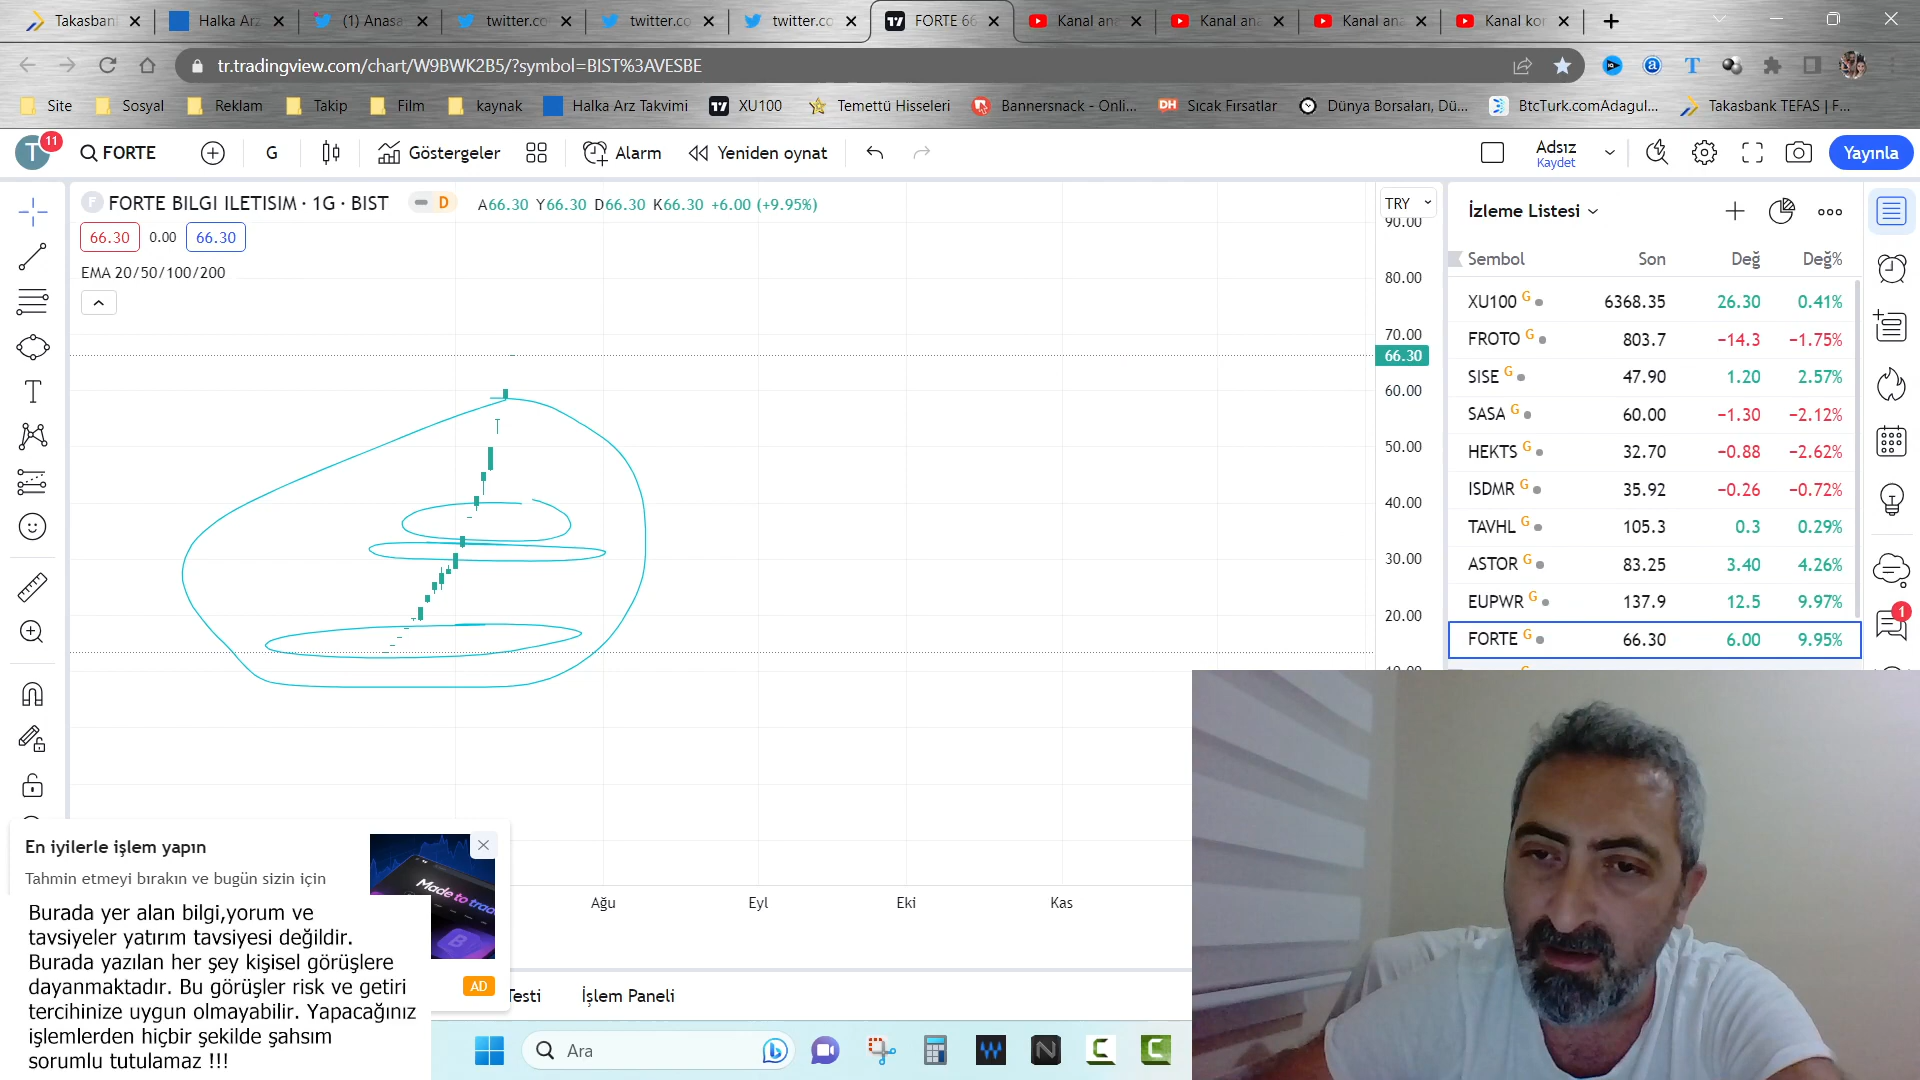 Takasban
Halka Arz
(1) Anasa
twitter.co
twitter.co
twitter.co
FORTE 66
Kanal ana
Kanal ana
Kanal ana
Kanal kor
tr.tradingview.com/chart/W9BWK2B5/?symbol=BIST%3AVESBE
Site
Sosyal
Reklam
Takip
Film
kaynak
Halka Arz Takvimi
XU100
Temettü Hisseleri
Bannersnack - Onli...
DH Sıcak Fırsatlar
Dünya Borsaları, Dü...
BtcTurk.comAdagul...
Takasbank TEFAS | F...
T 11
FORTE
G
Göstergeler
Alarm
Yeniden oynat
Adsız
Kaydet
Yayınla
F FORTE BILGI ILETISIM · 1G · BIST
D
A66.30 Y66.30 D66.30 K66.30 +6.00 (+9.95%)
66.30 0.00 66.30
EMA 20/50/100/200
TRY
90.00
80.00
70.00
66.30
60.00
50.00
40.00
30.00
20.00
10.00
Ağu Eyl Eki Kas
İzleme Listesi
Sembol Son Değ Değ%
XU100 G 6368.35 26.30 0.41%
FROTO G 803.7 −14.3 −1.75%
SISE G 47.90 1.20 2.57%
SASA G 60.00 −1.30 −2.12%
HEKTS G 32.70 −0.88 −2.62%
ISDMR G 35.92 −0.26 −0.72%
TAVHL G 105.3 0.3 0.29%
ASTOR G 83.25 3.40 4.26%
EUPWR G 137.9 12.5 9.97%
FORTE G 66.30 6.00 9.95%
1
En iyilerle işlem yapın
Tahmin etmeyi bırakın ve bugün sizin için
Made to trad
AD
Burada yer alan bilgi,yorum ve
tavsiyeler yatırım tavsiyesi değildir.
Burada yazılan her şey kişisel görüşlere
dayanmaktadır. Bu görüşler risk ve getiri
tercihinize uygun olmayabilir. Yapacağınız
işlemlerden hiçbir şekilde şahsım
sorumlu tutulamaz !!!
Testi
İşlem Paneli
Ara